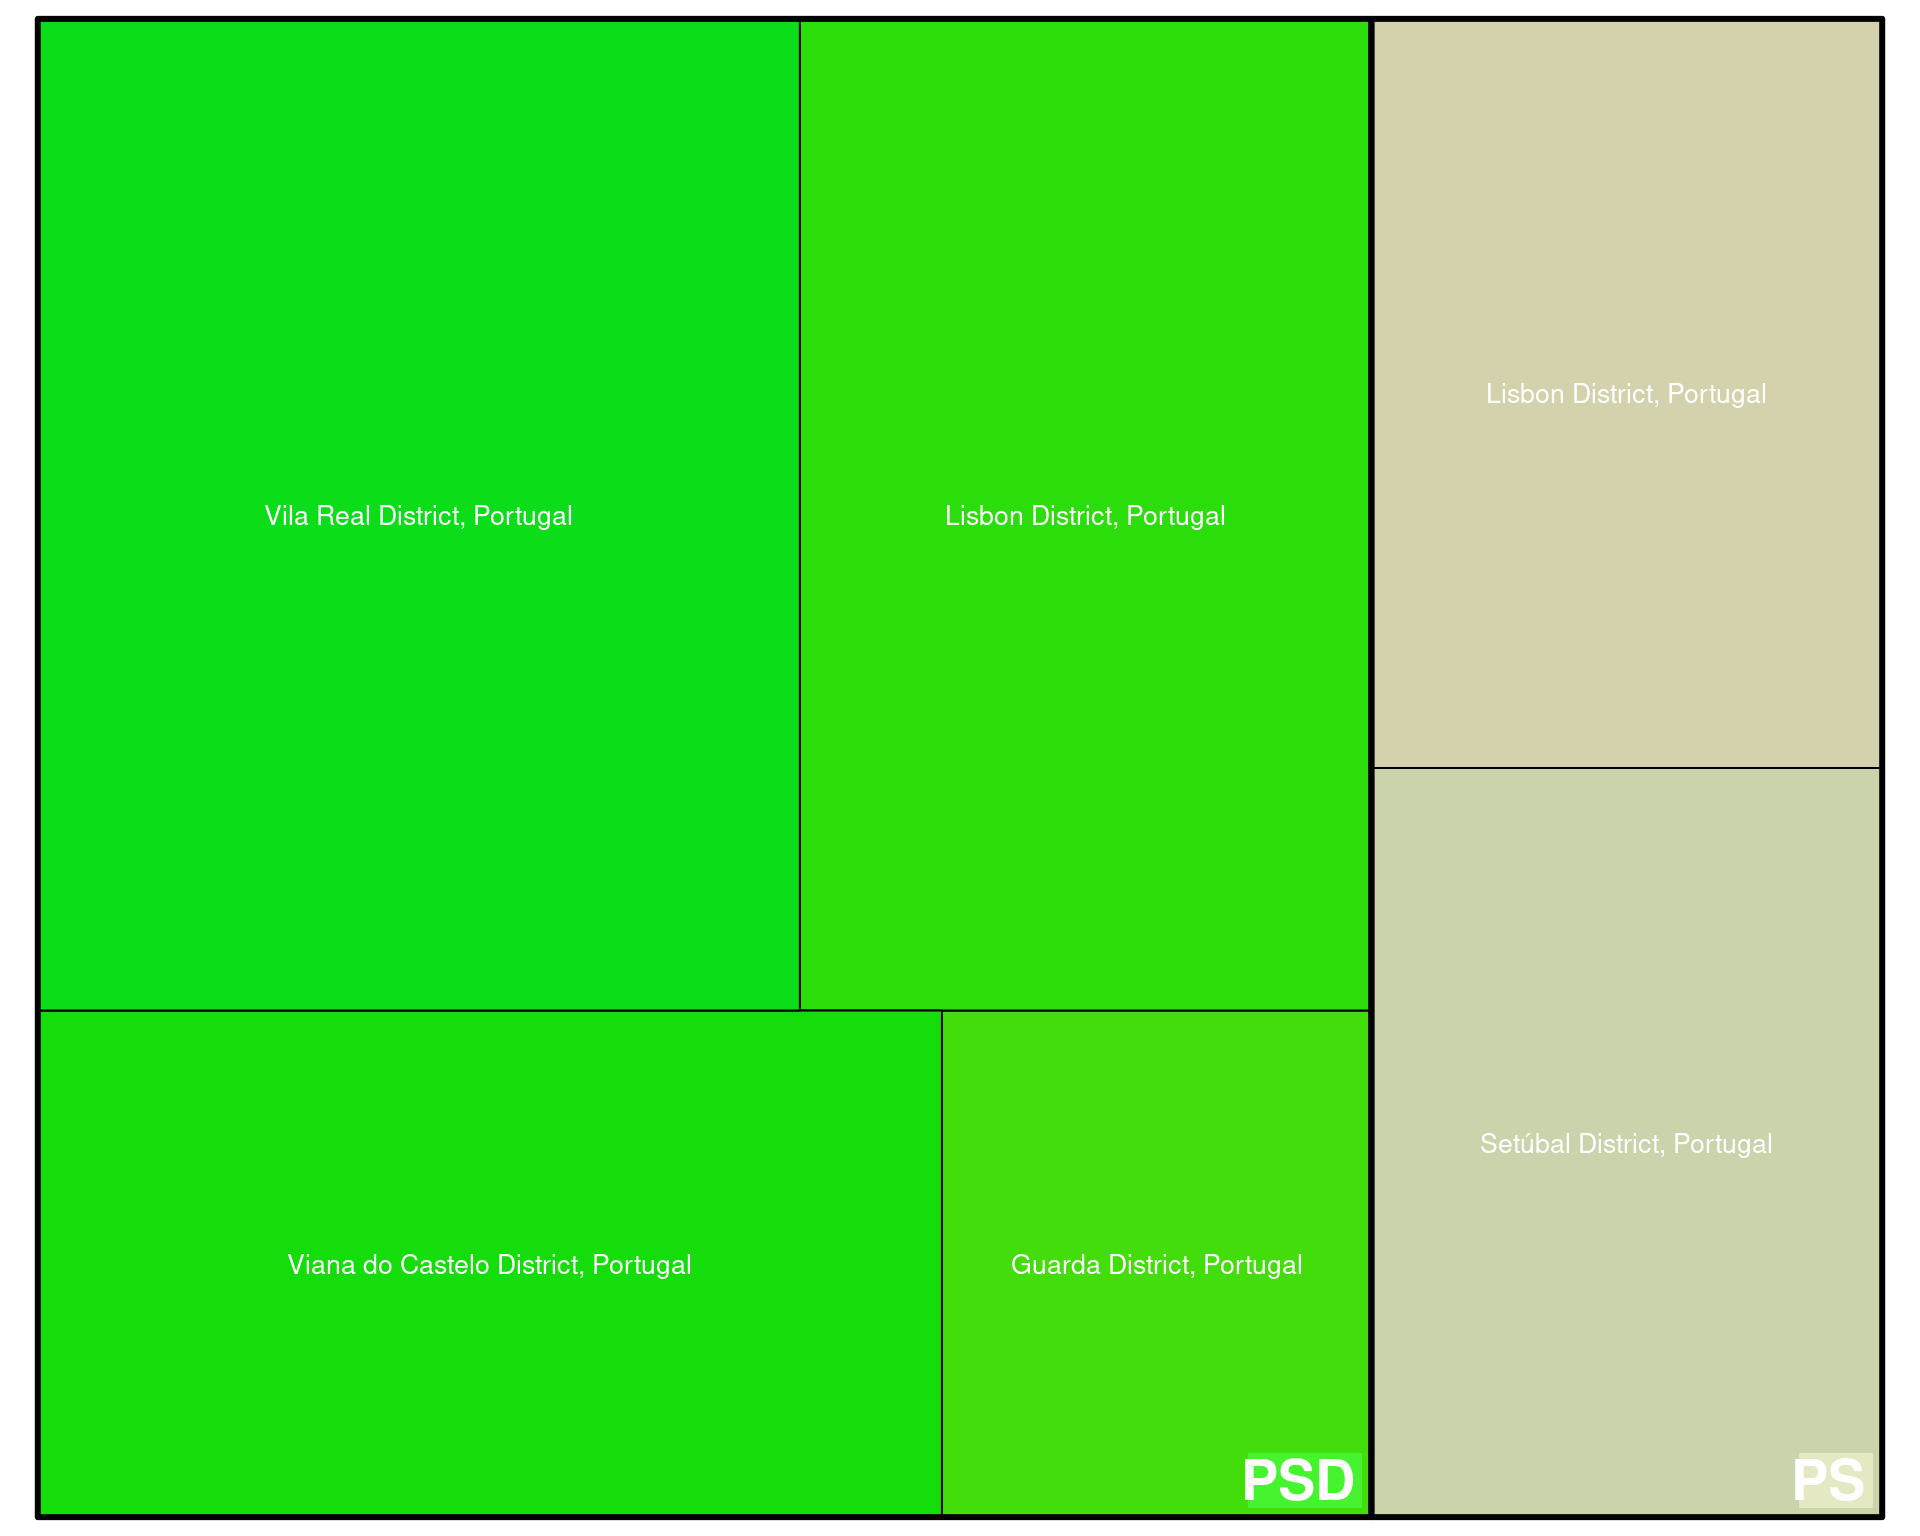 Vila Real District, Portugal
Lisbon District, Portugal
Lisbon District, Portugal
Viana do Castelo District, Portugal
Guarda District, Portugal
Setúbal District, Portugal
PSD
PS